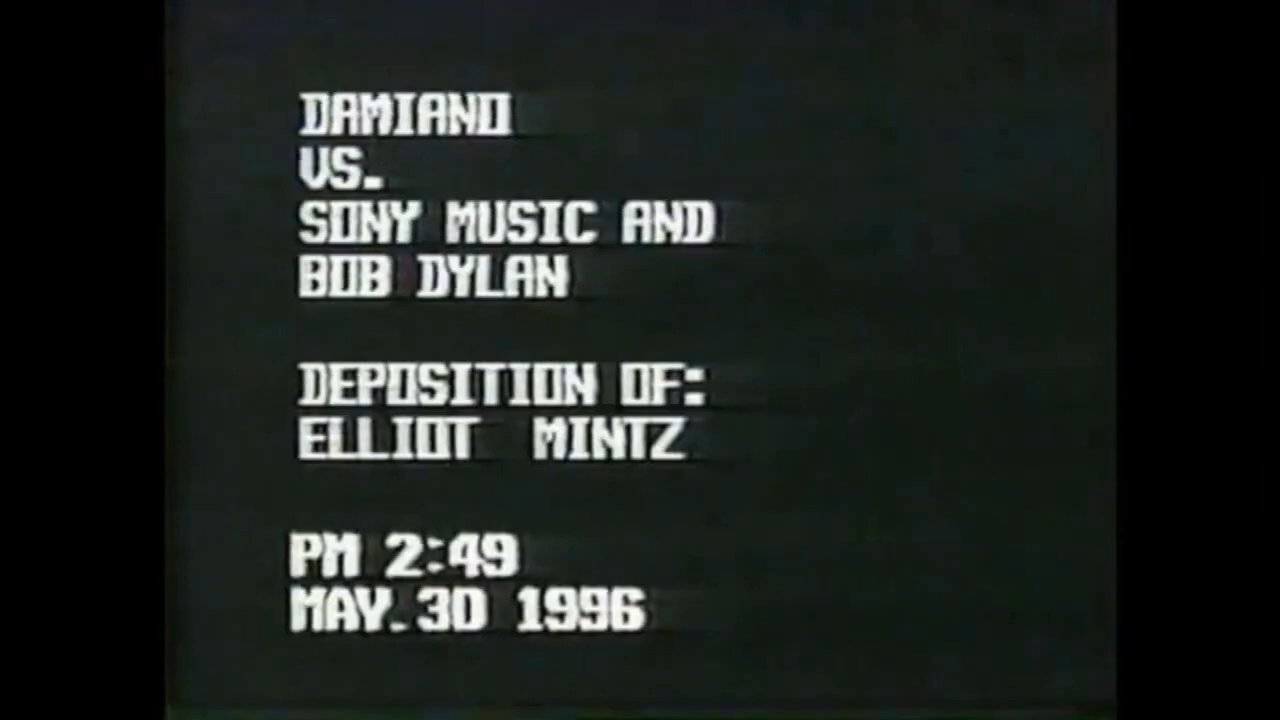 DAMIANO
VS.
SONY MUSIC AND
BOB DYLAN
DEPOSITION OF:
ELLIOT MINTZ
PM 2:49
MAY.30 1996